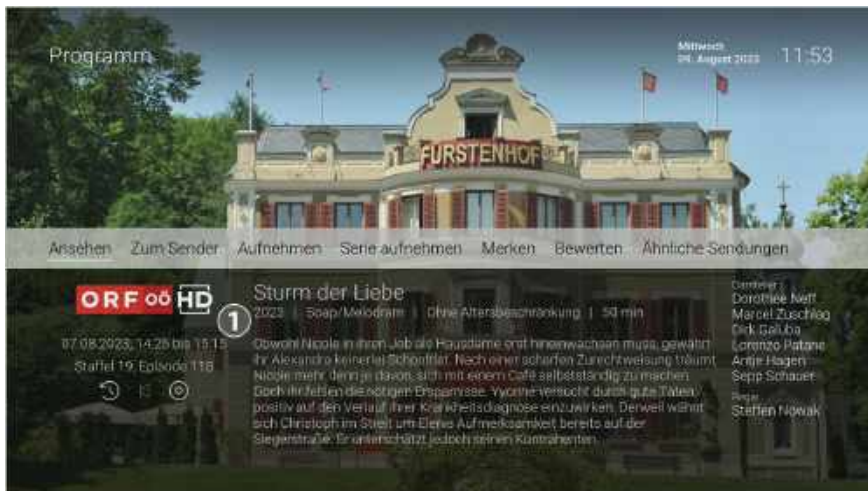 Programm
Mittwoch
09. August 2023
11:53
FÜRSTENHOF
Ansehen Zum Sender Aufnehmen Serie aufnehmen Merken Bewerten Ähnliche Sendungen
ORF OÖ HD
1
07.08.2023, 14:25 bis 15:15
Staffel 19, Episode 118
Sturm der Liebe
2023 | Soap/Melodram | Ohne Altersbeschränkung | 50 min
Obwohl Nicole in ihren Job als Hausdame erst hineinwachsen muss, gewährt
ihr Alexandra keinerlei Schonfrist. Nach einer scharfen Zurechtweisung träumt
Nicole mehr denn je davon, sich mit einem Café selbstständig zu machen.
Doch ihr fehlen die nötigen Ersparnisse. Yvonne versucht durch gute Taten
positiv auf den Verlauf ihrer Krankheitsdiagnose einzuwirken. Derweil wähnt
sich Christoph im Streit um Elenis Aufmerksamkeit bereits auf der
Siegerstraße. Er unterschätzt jedoch seinen Kontrahenten.
Darsteller
Dorothée Neff
Marcel Zuschlag
Dirk Galuba
Lorenzo Patané
Antje Hagen
Sepp Schauer
Regie
Steffen Nowak